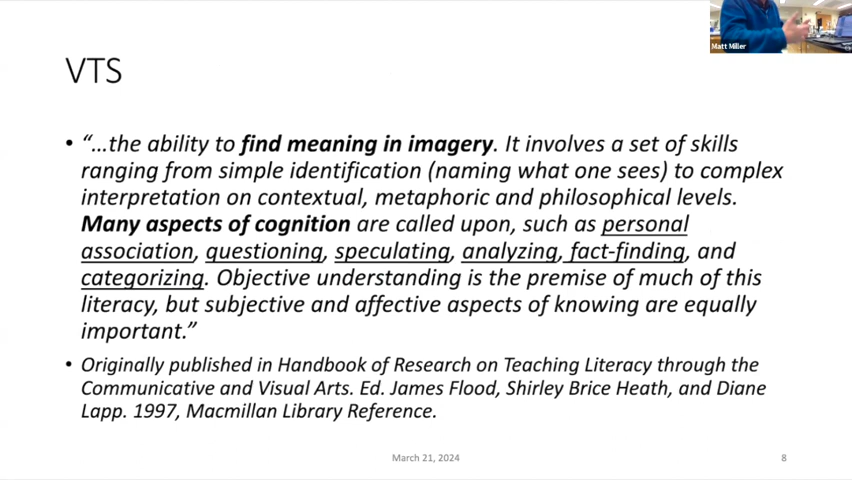 Matt Miller
VTS
• “…the ability to find meaning in imagery. It involves a set of skills
ranging from simple identification (naming what one sees) to complex
interpretation on contextual, metaphoric and philosophical levels.
Many aspects of cognition are called upon, such as personal
association, questioning, speculating, analyzing, fact-finding, and
categorizing. Objective understanding is the premise of much of this
literacy, but subjective and affective aspects of knowing are equally
important.”
• Originally published in Handbook of Research on Teaching Literacy through the
Communicative and Visual Arts. Ed. James Flood, Shirley Brice Heath, and Diane
Lapp. 1997, Macmillan Library Reference.
March 21, 2024
8